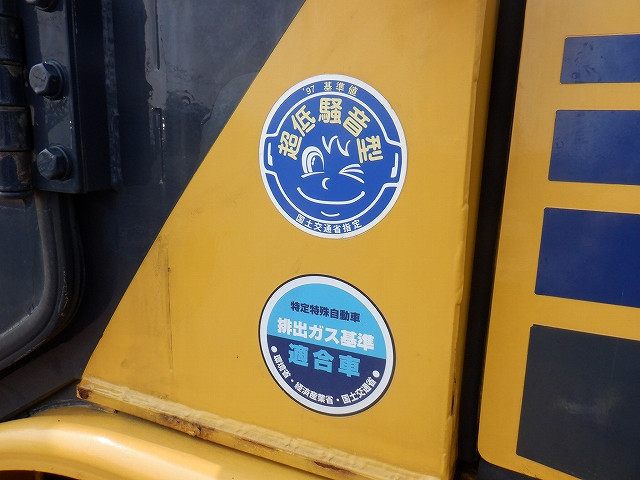 '97 基準値
超低騒音型
国土交通省指定
特定特殊自動車
排出ガス基準
適合車
●環境省・経済産業省・国土交通省●